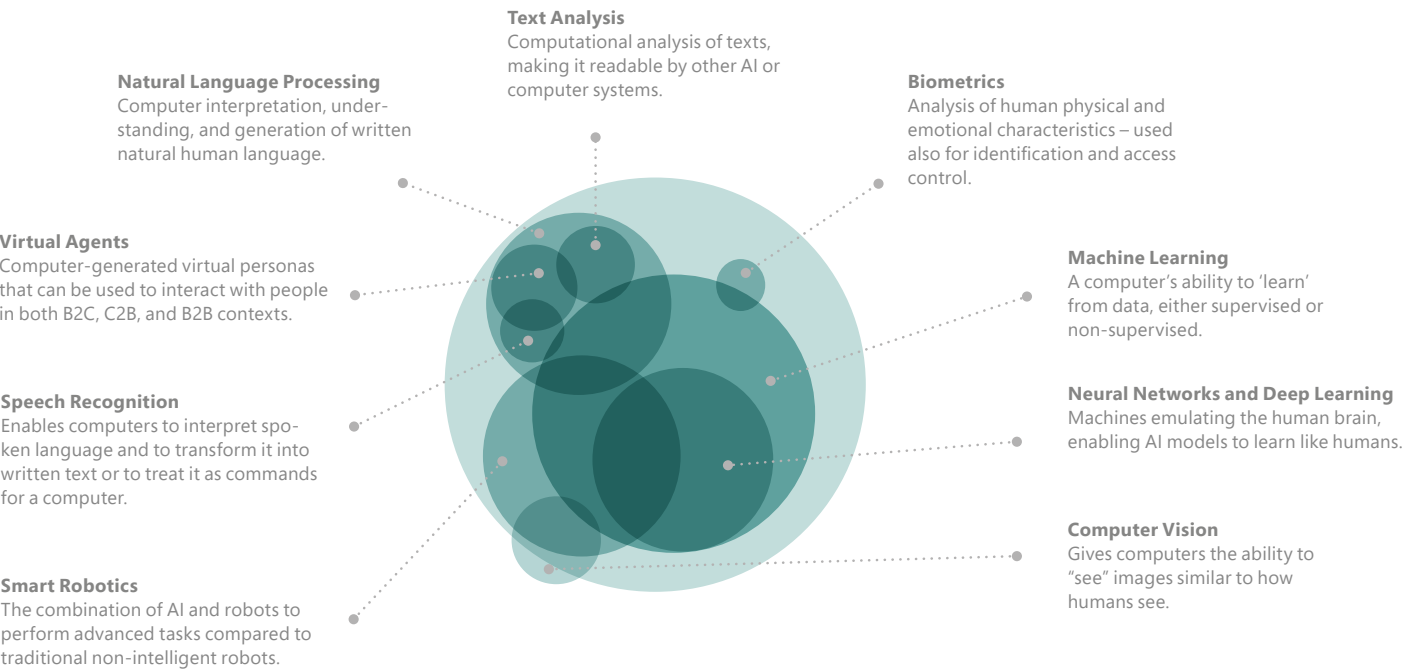 Text Analysis
Computational analysis of texts,
making it readable by other AI or
computer systems.
Natural Language Processing
Computer interpretation, under-
standing, and generation of written
natural human language.
Biometrics
Analysis of human physical and
emotional characteristics – used
also for identification and access
control.
Virtual Agents
Computer-generated virtual personas
that can be used to interact with people
in both B2C, C2B, and B2B contexts.
Machine Learning
A computer’s ability to ‘learn’
from data, either supervised or
non-supervised.
Speech Recognition
Enables computers to interpret spo-
ken language and to transform it into
written text or to treat it as commands
for a computer.
Neural Networks and Deep Learning
Machines emulating the human brain,
enabling AI models to learn like humans.
Computer Vision
Gives computers the ability to
“see” images similar to how
humans see.
Smart Robotics
The combination of AI and robots to
perform advanced tasks compared to
traditional non-intelligent robots.